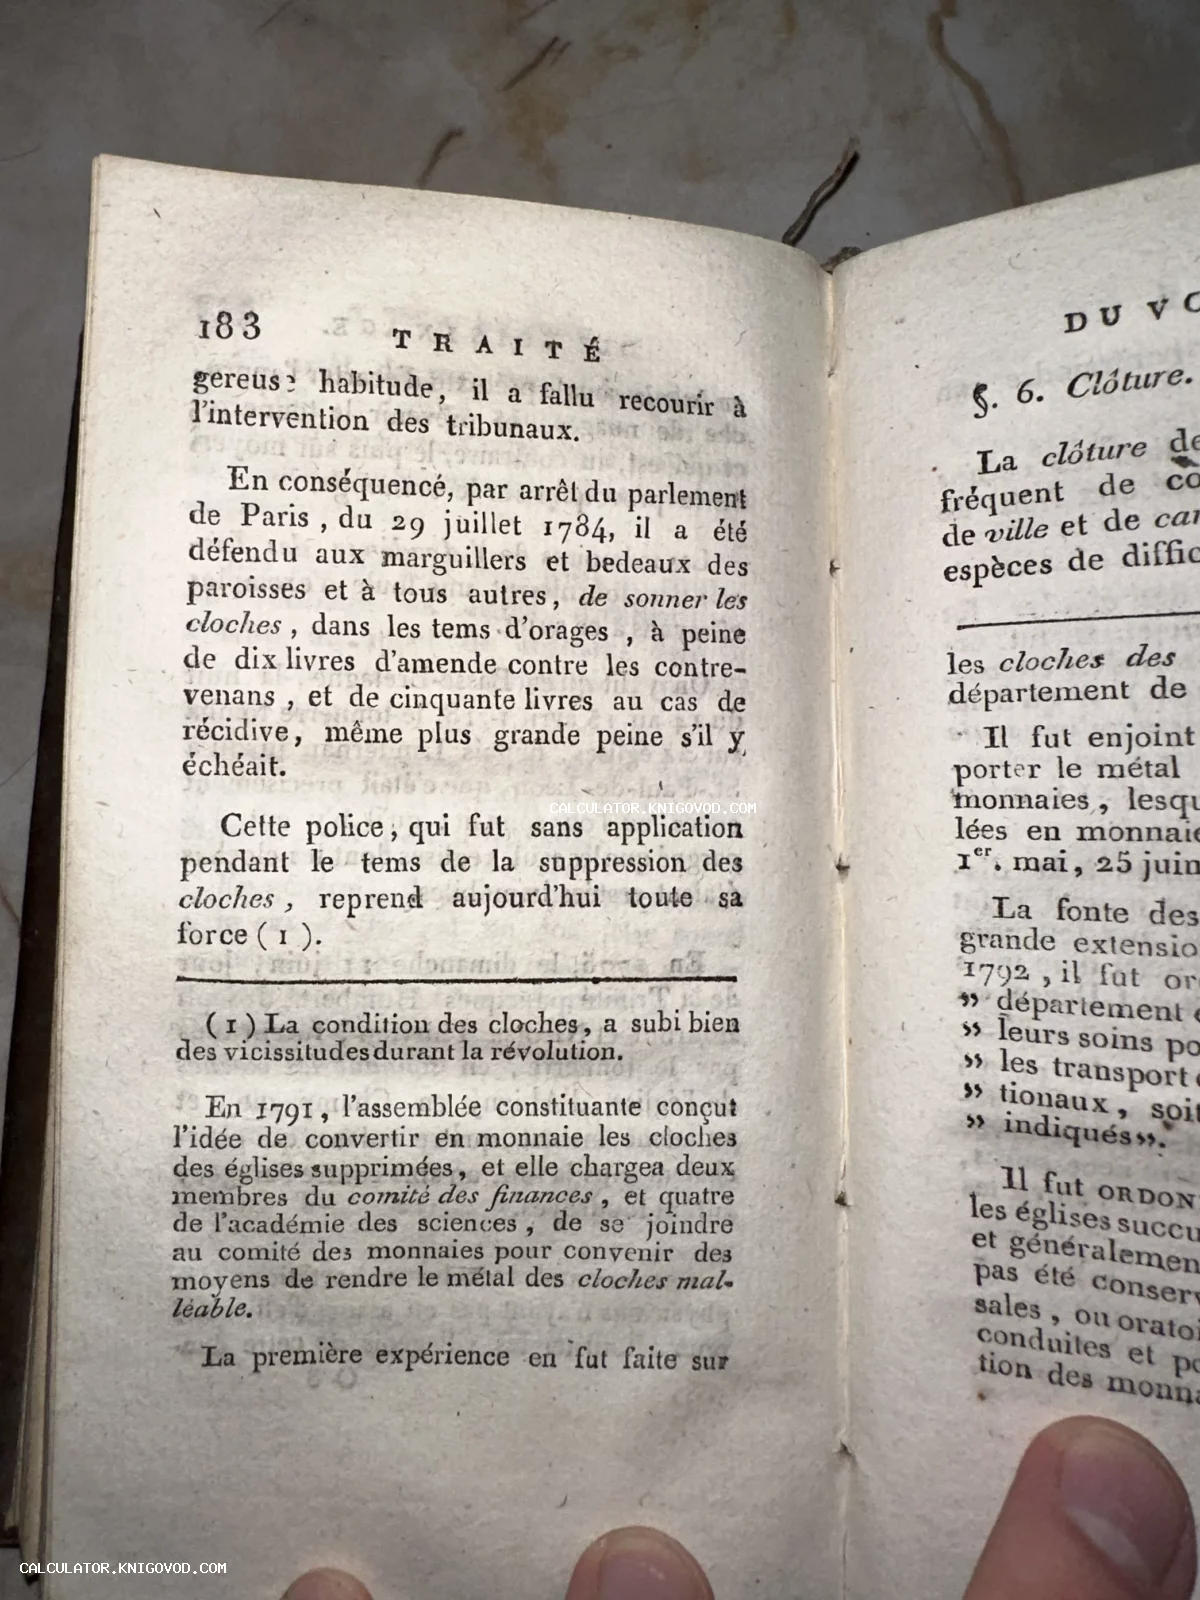 183 TRAITÉ
gereuse habitude, il a fallu recourir à
l'intervention des tribunaux.
En conséquence, par arrêt du parlement
de Paris , du 29 juillet 1784, il a été
défendu aux marguillers et bedeaux des
paroisses et à tous autres, de sonner les
cloches, dans les tems d'orages , à peine
de dix livres d'amende contre les contre-
venans , et de cinquante livres au cas de
récidive, même plus grande peine s'il y
échéait.
Cette police, qui fut sans application
pendant le tems de la suppression des
cloches, reprend aujourd'hui toute sa
force ( 1 ).
( 1 ) La condition des cloches, a subi bien
des vicissitudes durant la révolution.
En 1791, l'assemblée constituante conçut
l'idée de convertir en monnaie les cloches
des églises supprimées, et elle chargea deux
membres du comité des finances, et quatre
de l'académie des sciences, de se joindre
au comité des monnaies pour convenir des
moyens de rendre le métal des cloches mal-
léable.
La première expérience en fut faite sur
DU VO
§. 6. Clôture.
La clôture de
fréquent de co
de ville et de cam
espèces de diffic
les cloches des
département de
Il fut enjoint
porter le métal
monnaies, lesqu
lées en monnaie
1er. mai, 25 juin
La fonte des
grande extensio
1792, il fut or
» département
» leurs soins po
» les transport
» tionaux, soit
» indiqués».
Il fut ORDON
les églises succu
et généralemen
pas été conserv
sales, ou oratoi
conduites et po
tion des monna
CALCULATOR.KNIGOVOD.COM
CALCULATOR.KNIGOVOD.COM